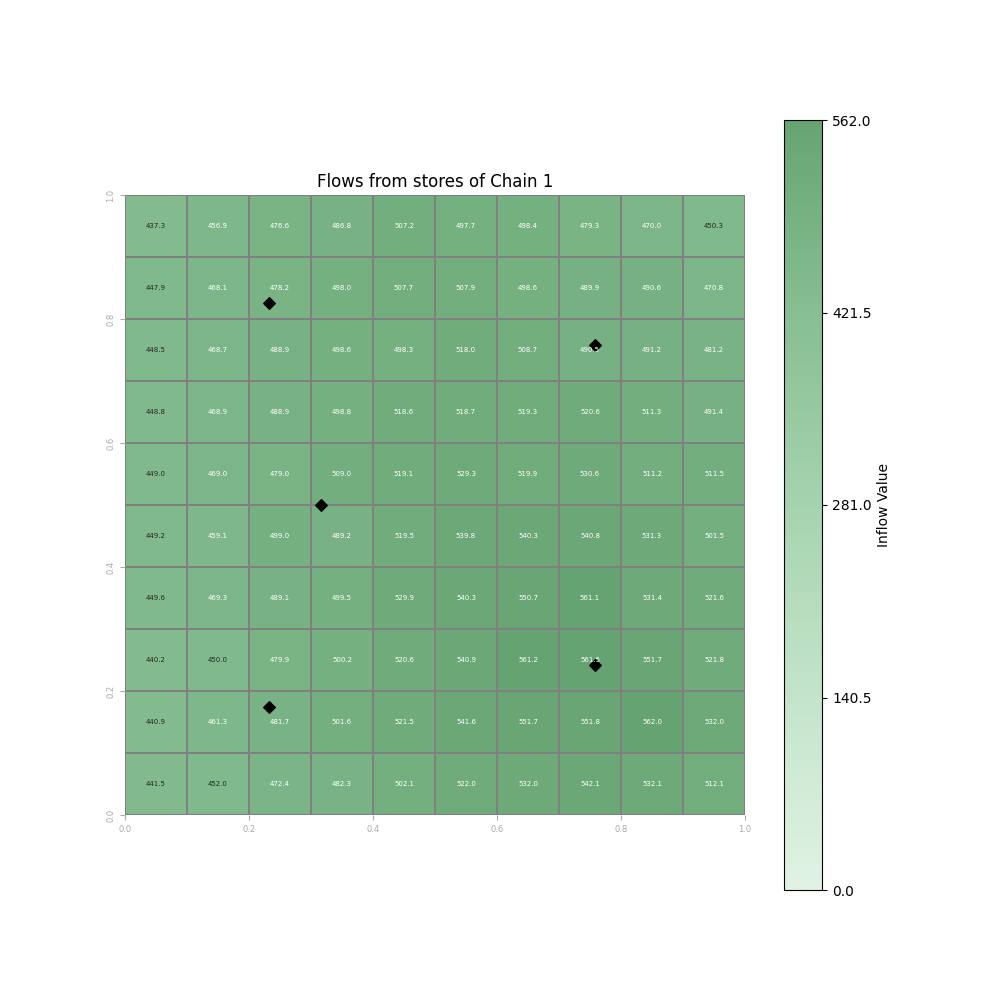 Flows from stores of Chain 1
1.0
437.3 456.9 476.6 486.8 507.2 497.7 498.4 479.3 470.0 450.3
447.9 468.1 478.2 498.0 507.7 507.9 498.6 489.9 490.6 470.8
0.8
448.5 468.7 488.9 498.6 498.3 518.0 508.7 491.2 481.2
448.8 468.9 488.9 498.8 518.6 518.7 519.3 520.6 511.3 491.4
0.6
449.0 469.0 479.0 509.0 519.1 529.3 519.9 530.6 511.2 511.5
449.2 459.1 499.0 489.2 519.5 539.8 540.3 540.8 531.3 501.5
0.4
449.6 469.3 489.1 499.5 529.9 540.3 550.7 561.1 531.4 521.6
440.2 450.0 479.9 500.2 520.6 540.9 561.2 551.7 521.8
0.2
440.9 461.3 481.7 501.6 521.5 541.6 551.7 551.8 562.0 532.0
441.5 452.0 472.4 482.3 502.1 522.0 532.0 542.1 532.1 512.1
0.0
0.0 0.2 0.4 0.6 0.8 1.0
562.0
421.5
281.0
140.5
0.0
Inflow Value